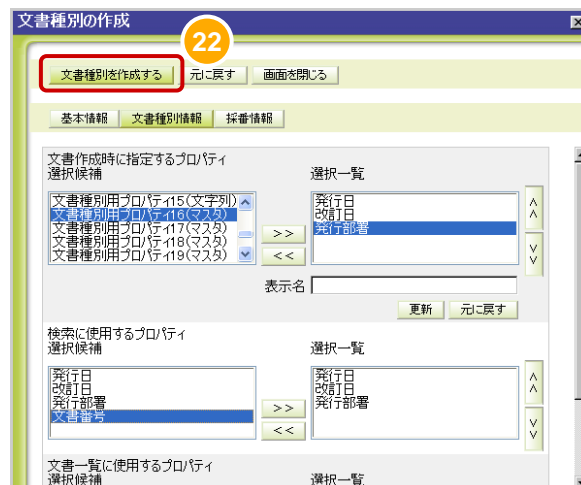 文書種別の作成
22
文書種別を作成する 元に戻す 画面を閉じる
基本情報 文書種別情報 採番情報
文書作成時に指定するプロパティ
選択候補 選択一覧
文書種別用プロパティ15(文字列)
文書種別用プロパティ16(マスタ)
文書種別用プロパティ17(マスタ)
文書種別用プロパティ18(マスタ)
文書種別用プロパティ19(マスタ)
>>
<<
発行日
改訂日
発行部署
表示名
更新 元に戻す
検索に使用するプロパティ
選択候補 選択一覧
発行日
改訂日
発行部署
文書番号
>>
<<
発行日
改訂日
発行部署
文書一覧に使用するプロパティ
選択候補 選択一覧